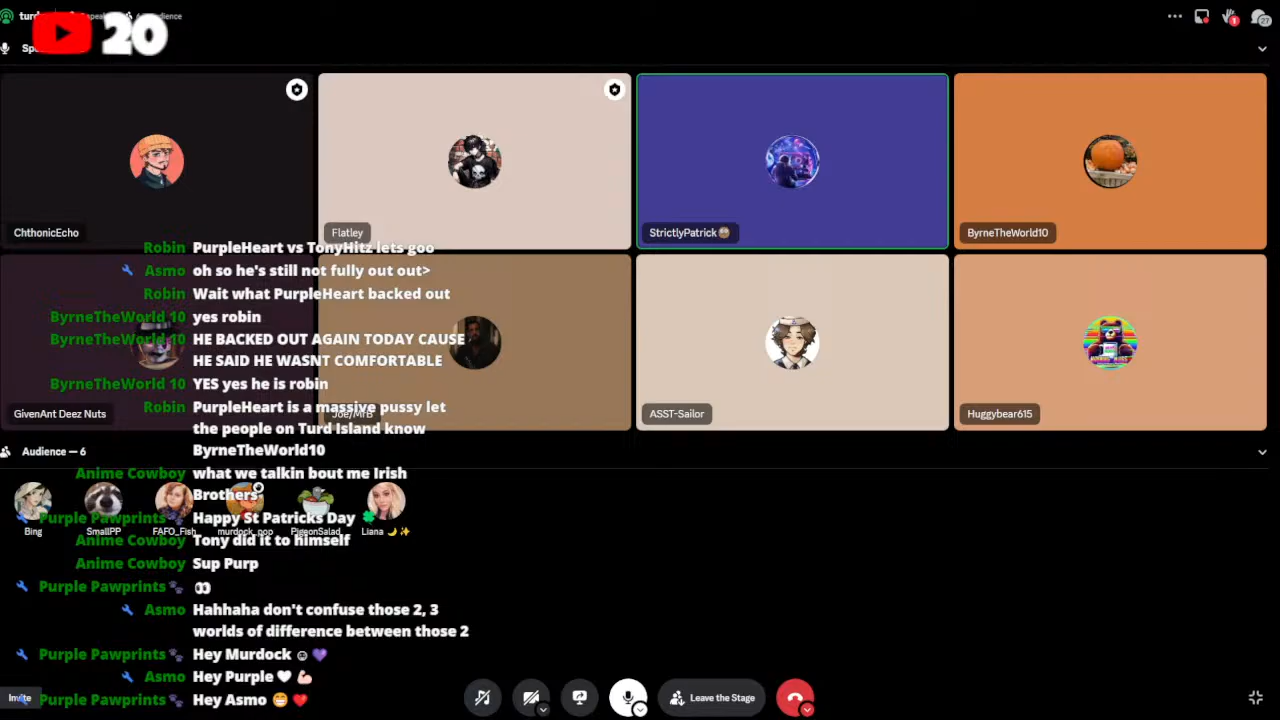 20
ChthonicEcho
Flatley
StrictlyPatrick
ByrneTheWorld10
Robin PurpleHeart vs TonyHitz lets goo
Asmo oh so he's still not fully out out>
Robin Wait what PurpleHeart backed out
ByrneTheWorld 10 yes robin
ByrneTheWorld 10 HE BACKED OUT AGAIN TODAY CAUSE
HE SAID HE WASNT COMFORTABLE
ByrneTheWorld 10 YES yes he is robin
Robin PurpleHeart is a massive pussy let
the people on Turd Island know
ByrneTheWorld10
GivenAnt Deez Nuts
Joe/MrB
ASST-Sailor
Huggybear615
Audience — 6
Anime Cowboy what we talkin bout me Irish
Brothers
Purple Pawprints Happy St Patricks Day
Bing
SmallPP
FAFO_Fish
murdock_pop
PigeonSalad
Liana
Anime Cowboy Tony did it to himself
Anime Cowboy Sup Purp
Purple Pawprints 👀
Asmo Hahhaha don't confuse those 2, 3
worlds of difference between those 2
Purple Pawprints Hey Murdock
Asmo Hey Purple
Purple Pawprints Hey Asmo
Invite
Leave the Stage